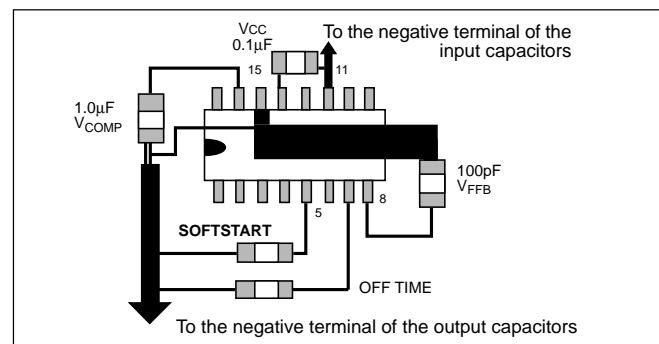 To the negative terminal of the
input capacitors
VCC
0.1µF
15
11
1.0µF
VCOMP
100pF
VFFB
5
8
SOFTSTART
OFF TIME
To the negative terminal of the output capacitors